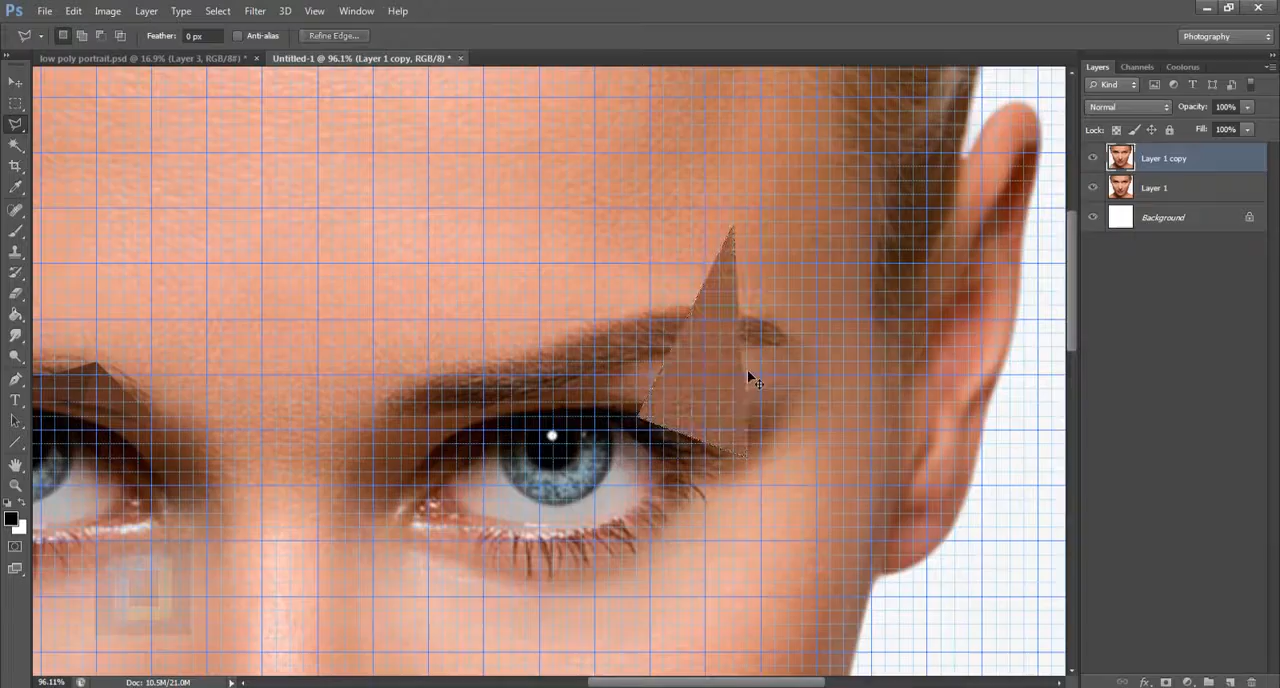 Ps File Edit Image Layer Type Select Filter 3D View Window Help
Feather: 0 px Anti-alias Refine Edge... Photography
low poly portrait.psd @ 16.9% (Layer 3, RGB/8#) * × Untitled-1 @ 96.1% (Layer 1 copy, RGB/8) * ×
Layers Channels Coolorus
Kind
Normal Opacity: 100%
Lock: Fill: 100%
Layer 1 copy
Layer 1
Background
96.11% Doc: 10.5M/21.0M